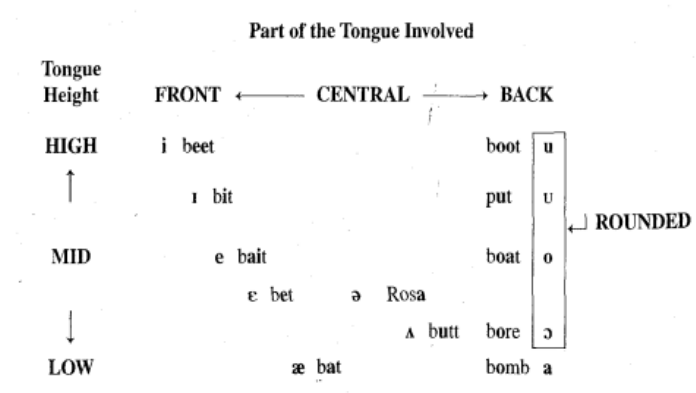 Part of the Tongue Involved
Tongue
Height FRONT CENTRAL BACK
HIGH i beet boot u
ɪ bit put ʊ
ROUNDED
MID e bait boat o
ɛ bet ə Rosa
ʌ butt bore ɔ
LOW æ bat bomb a